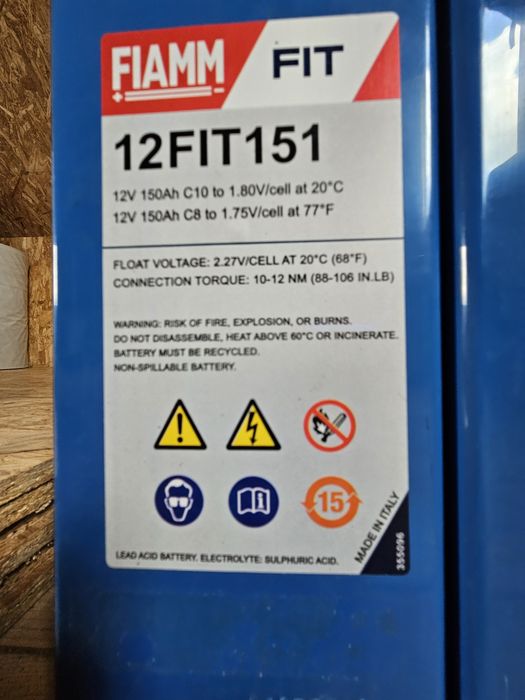 FIAMM FIT
12FIT151
12V 150Ah C10 to 1.80V/cell at 20°C
12V 150Ah C8 to 1.75V/cell at 77°F
FLOAT VOLTAGE: 2.27V/CELL AT 20°C (68°F)
CONNECTION TORQUE: 10-12 NM (88-106 IN.LB)
WARNING: RISK OF FIRE, EXPLOSION, OR BURNS.
DO NOT DISASSEMBLE, HEAT ABOVE 60°C OR INCINERATE.
BATTERY MUST BE RECYCLED.
NON-SPILLABLE BATTERY.
15
MADE IN ITALY
355096
LEAD ACID BATTERY. ELECTROLYTE: SULPHURIC ACID.